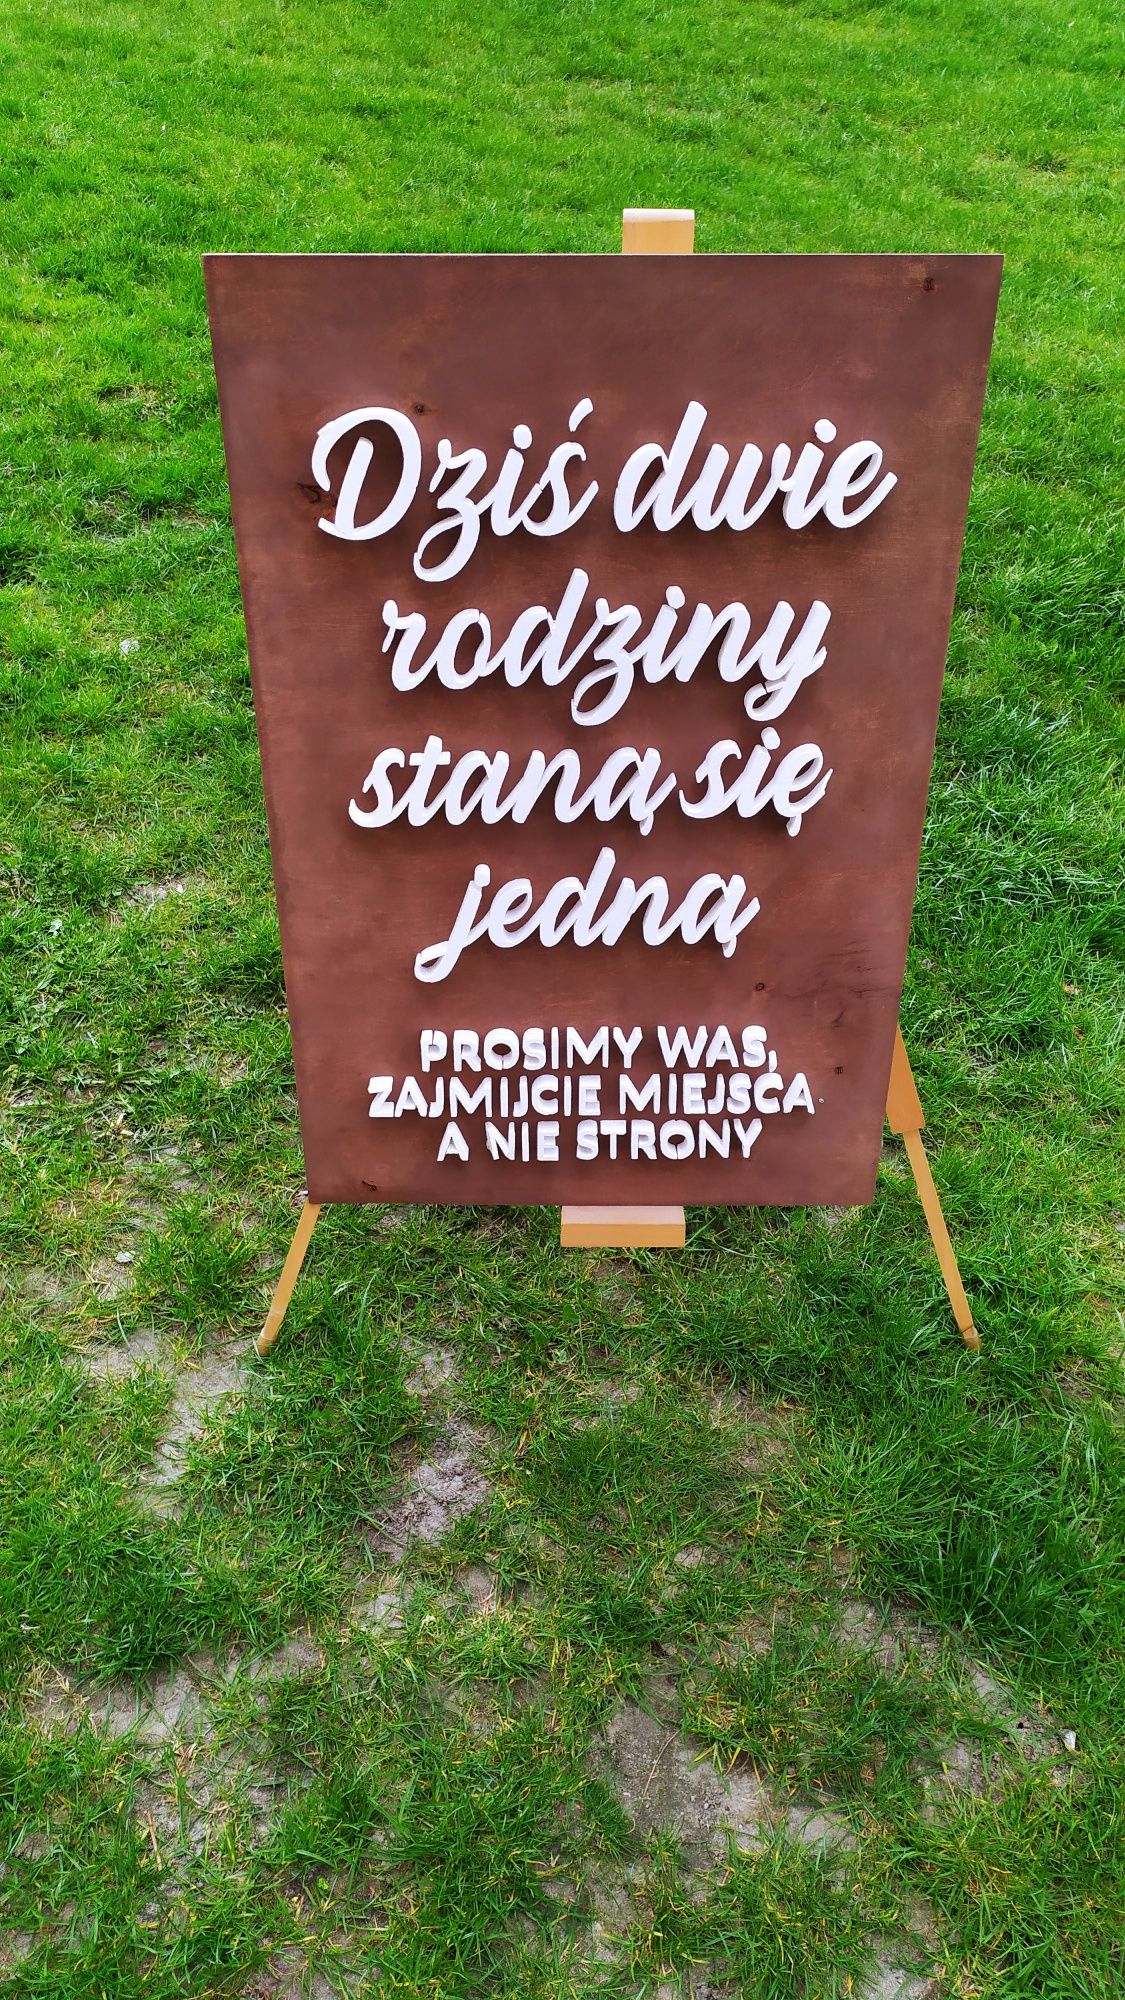 Dziś dwie
rodziny
staną się
jedną
PROSIMY WAS,
ZAJMIJCIE MIEJSCA
A NIE STRONY